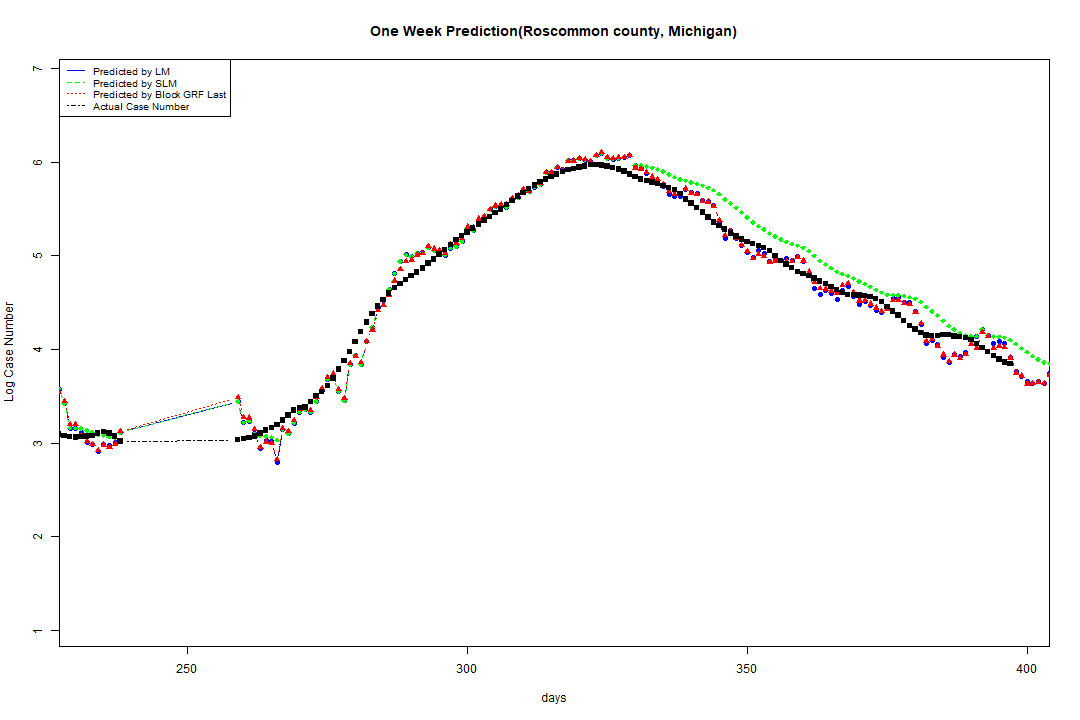 One Week Prediction(Roscommon county, Michigan)
Predicted by LM
Predicted by SLM
Predicted by Block GRF Last
Actual Case Number
7
6
5
4
3
2
1
Log Case Number
250
300
350
400
days